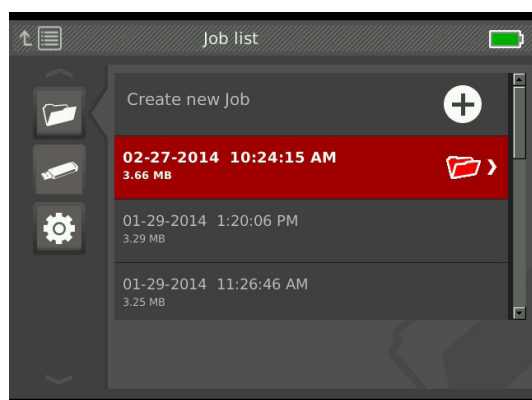 Job list
Create new Job
02-27-2014 10:24:15 AM
3.66 MB
01-29-2014 1:20:06 PM
3.29 MB
01-29-2014 11:26:46 AM
3.25 MB